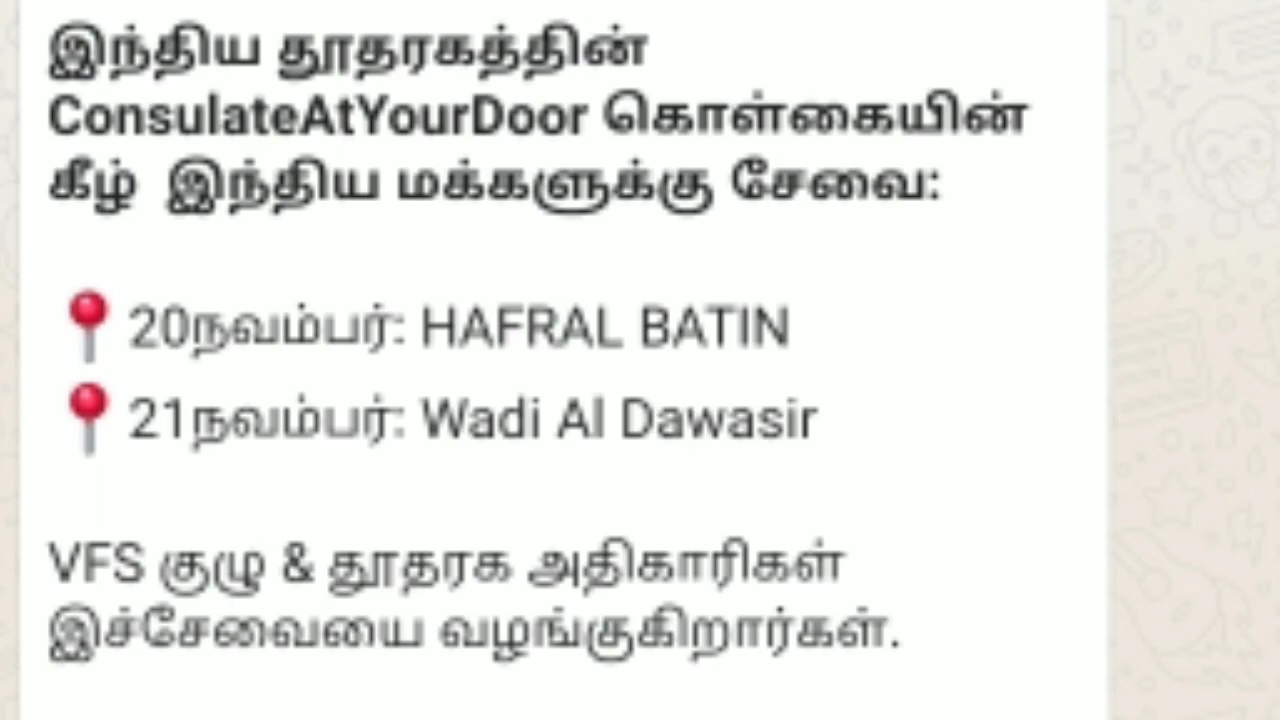 இந்திய தூதரகத்தின்
ConsulateAtYourDoor கொள்கையின்
கீழ் இந்திய மக்களுக்கு சேவை:
📍20நவம்பர்: HAFRAL BATIN
📍21நவம்பர்: Wadi Al Dawasir
VFS குழு & தூதரக அதிகாரிகள்
இச்சேவையை வழங்குகிறார்கள்.